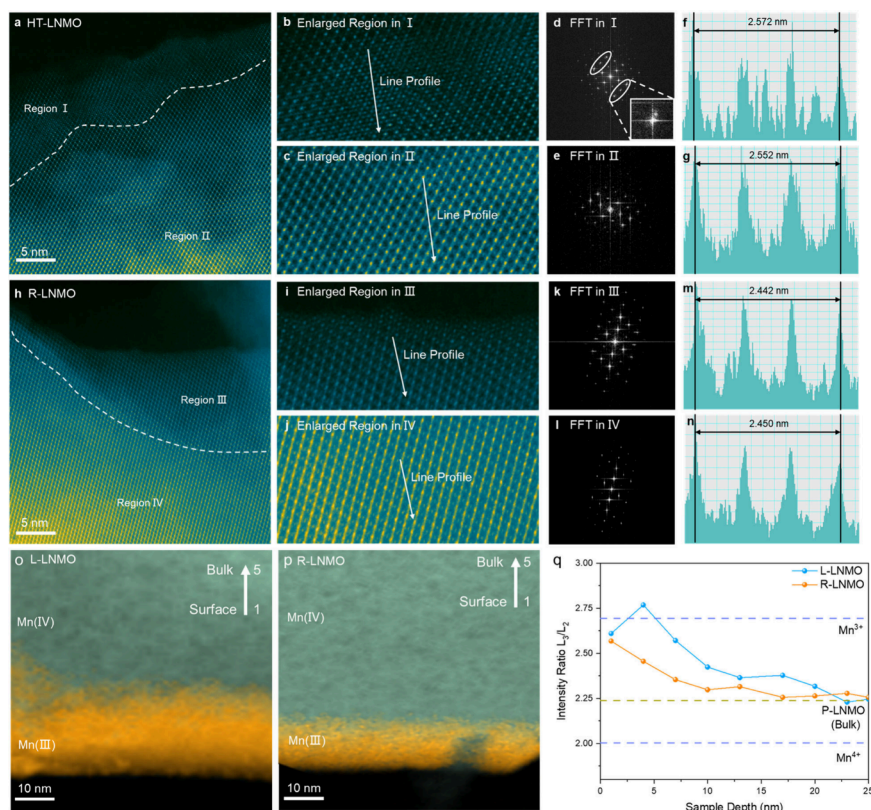 a HT-LNMO
Region Ⅰ
Region Ⅱ
5 nm
b Enlarged Region in Ⅰ
Line Profile
c Enlarged Region in Ⅱ
Line Profile
d FFT in Ⅰ
e FFT in Ⅱ
f
2.572 nm
g
2.552 nm
h R-LNMO
Region Ⅲ
Region Ⅳ
5 nm
i Enlarged Region in Ⅲ
Line Profile
j Enlarged Region in Ⅳ
Line Profile
k FFT in Ⅲ
l FFT in Ⅳ
m
2.442 nm
n
2.450 nm
o L-LNMO
Bulk 5
Surface 1
Mn(Ⅳ)
Mn(Ⅲ)
10 nm
p R-LNMO
Bulk 5
Surface 1
Mn(Ⅳ)
Mn(Ⅲ)
10 nm
q
Intensity Ratio L3/L2
3.00
2.75
2.50
2.25
2.00
L-LNMO
R-LNMO
Mn3+
P-LNMO
(Bulk)
Mn4+
0 5 10 15 20 25
Sample Depth (nm)